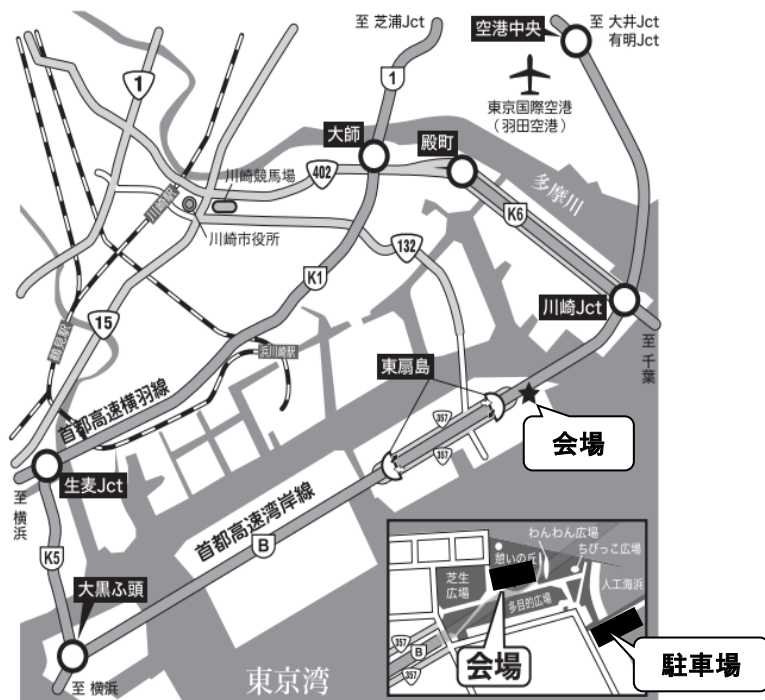 至 芝浦Jct
空港中央
至 大井Jct
有明Jct
1
1
東京国際空港
（羽田空港）
大師
殿町
402
川崎競馬場
多摩川
川崎駅
K6
川崎市役所
132
K1
川崎Jct
15
鶴見駅
浜川崎駅
至 千葉
東扇島
首都高速横羽線
357
357
会場
生麦Jct
至 横浜
首都高速湾岸線
K5
B
大黒ふ頭
わんわん広場
憩いの丘
ちびっこ広場
芝生
広場
人工海浜
多目的広場
357
B
357
会場
駐車場
至 横浜
東京湾